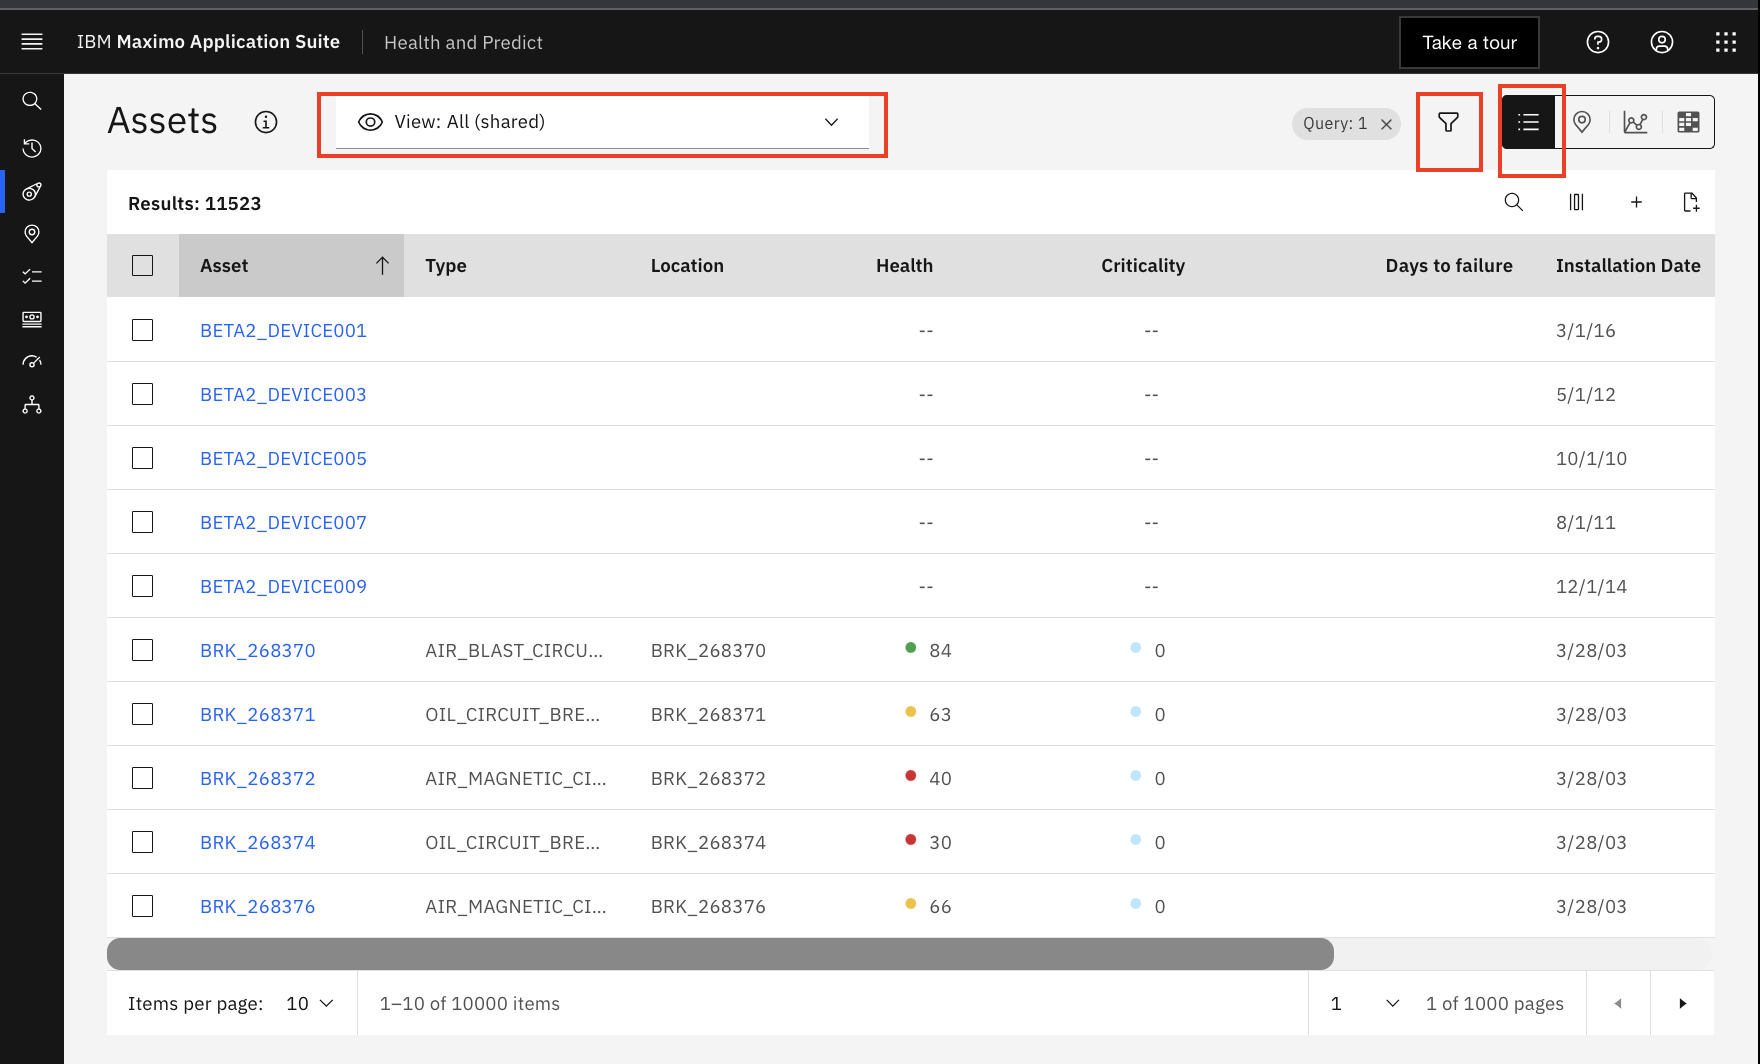 IBM Maximo Application Suite Health and Predict Take a tour
Assets View: All (shared) Query: 1
Results: 11523
Asset Type Location Health Criticality Days to failure Installation Date
BETA2_DEVICE001 -- -- 3/1/16
BETA2_DEVICE003 -- -- 5/1/12
BETA2_DEVICE005 -- -- 10/1/10
BETA2_DEVICE007 -- -- 8/1/11
BETA2_DEVICE009 -- -- 12/1/14
BRK_268370 AIR_BLAST_CIRCU... BRK_268370 84 0 3/28/03
BRK_268371 OIL_CIRCUIT_BRE... BRK_268371 63 0 3/28/03
BRK_268372 AIR_MAGNETIC_CI... BRK_268372 40 0 3/28/03
BRK_268374 OIL_CIRCUIT_BRE... BRK_268374 30 0 3/28/03
BRK_268376 AIR_MAGNETIC_CI... BRK_268376 66 0 3/28/03
Items per page: 10 1–10 of 10000 items 1 1 of 1000 pages